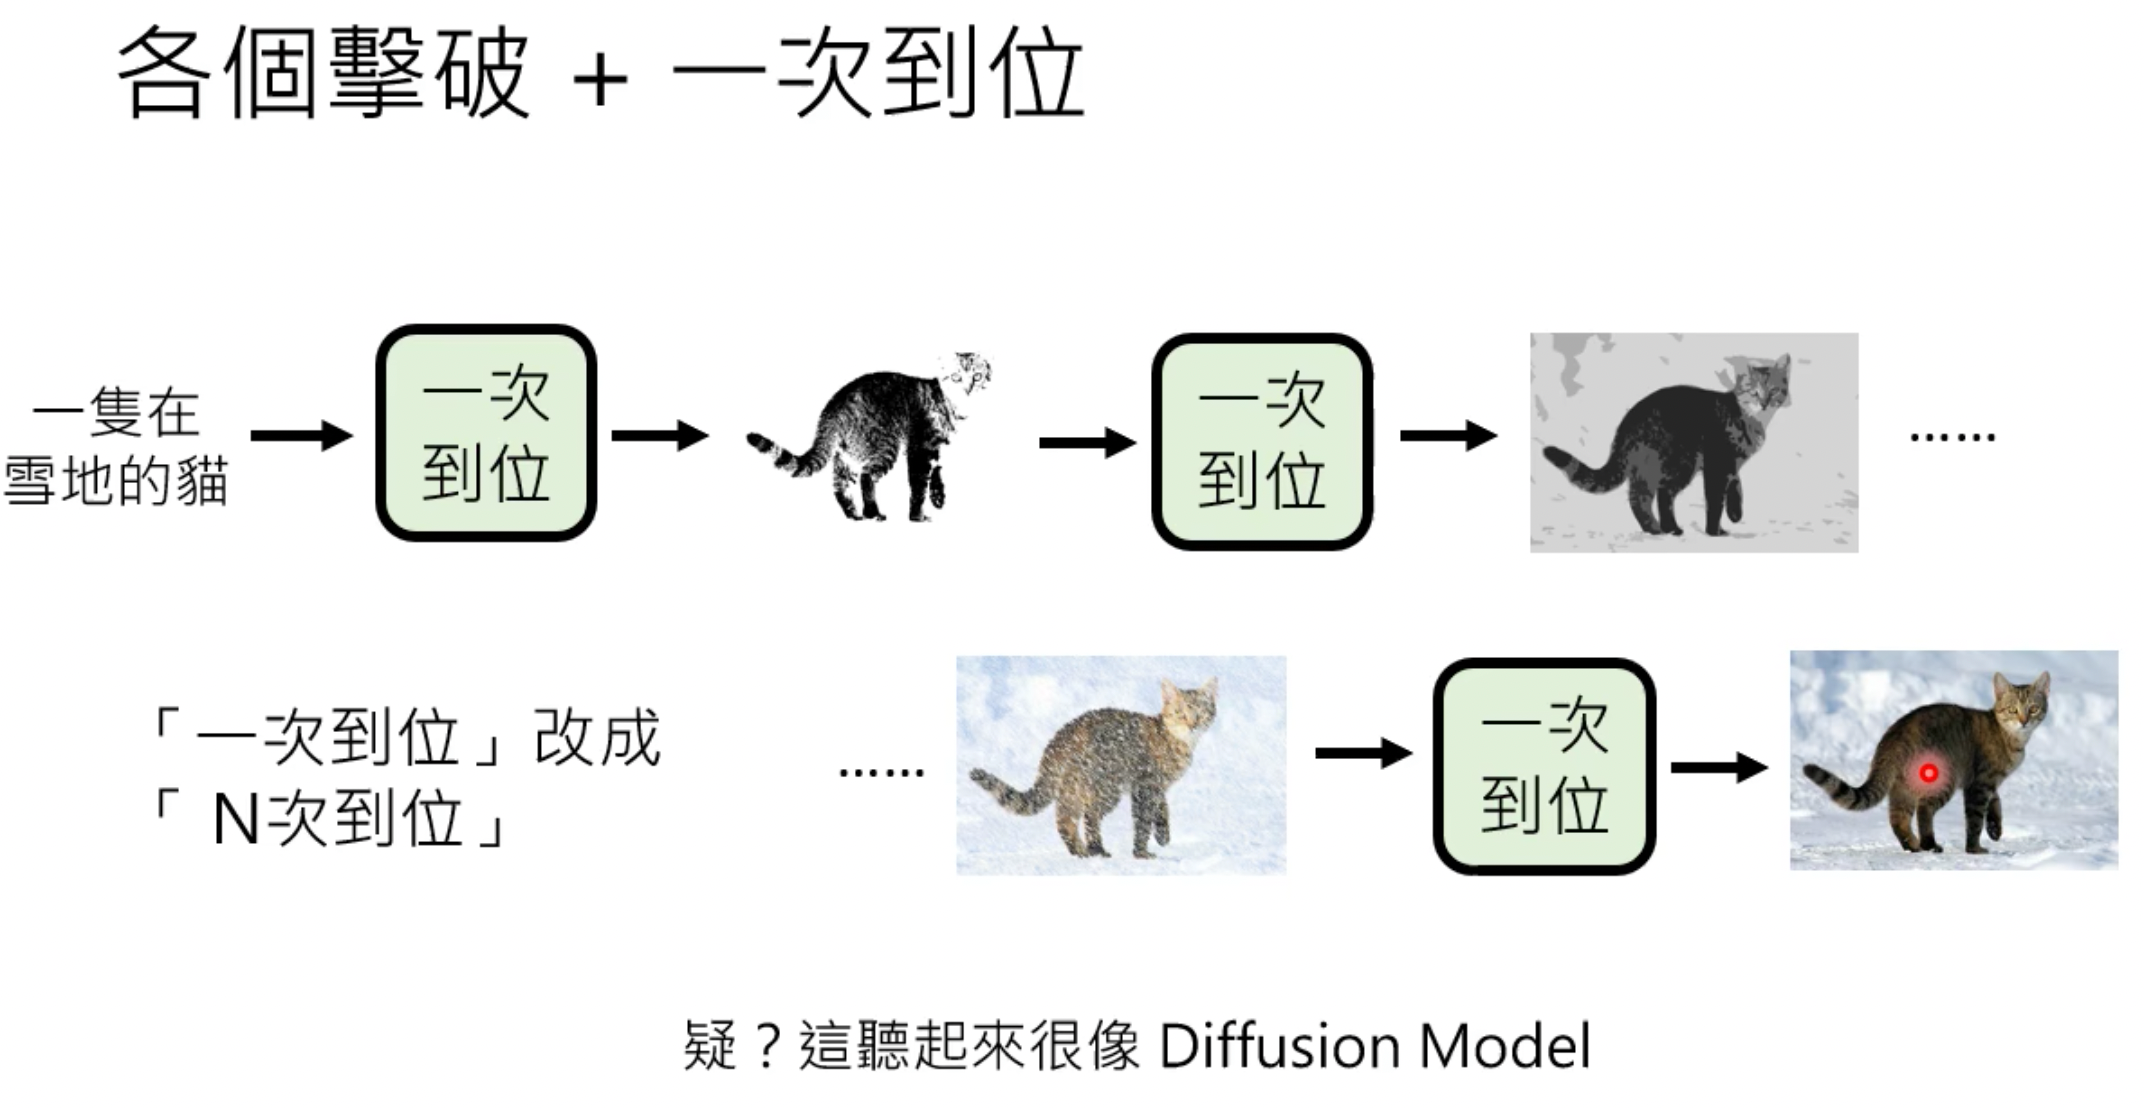 各個擊破 + 一次到位
一隻在
雪地的貓
一次
到位
一次
到位
……
「一次到位」改成
「 N次到位」
……
一次
到位
疑？這聽起來很像 Diffusion Model